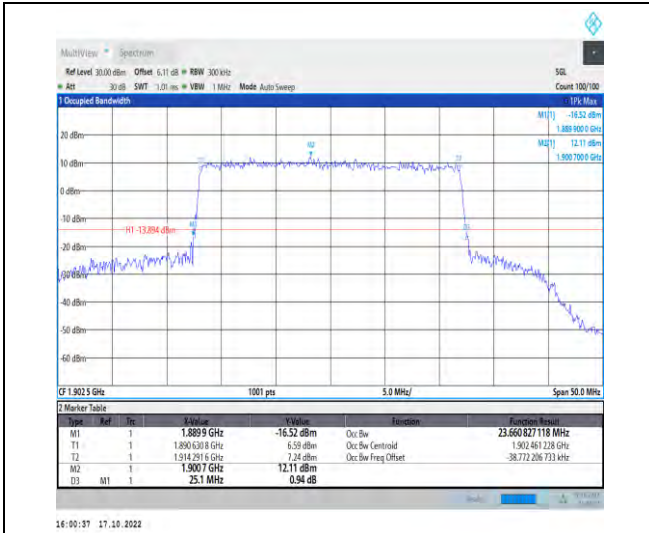 MultiView Spectrum
Ref Level 30.00 dBm Offset 6.11 dB RBW 300 kHz SGL
Att 30 dB SWT 1.01 ms VBW 1 MHz Mode Auto Sweep Count 100/100
1 Occupied Bandwidth 1Pk Max
M1[1] -16.52 dBm
1.889 900 0 GHz
M2[1] 12.11 dBm
1.900 700 0 GHz
20 dBm
M2
T1 T2
10 dBm
0 dBm
-10 dBm
M1
H1 -13.894 dBm
-20 dBm
-30 dBm
-40 dBm
-50 dBm
-60 dBm
CF 1.902 5 GHz 1001 pts 5.0 MHz/ Span 50.0 MHz
2 Marker Table
Type Ref Trc X-Value Y-Value Function Function Result
M1 1 1.889 9 GHz -16.52 dBm Occ Bw 23.660 827 118 MHz
T1 1 1.890 630 8 GHz 6.59 dBm Occ Bw Centroid 1.902 461 228 GHz
T2 1 1.914 291 6 GHz 7.24 dBm Occ Bw Freq Offset -38.772 206 733 kHz
M2 1 1.900 7 GHz 12.11 dBm
D3 M1 1 25.1 MHz 0.94 dB
16:00:37 17.10.2022